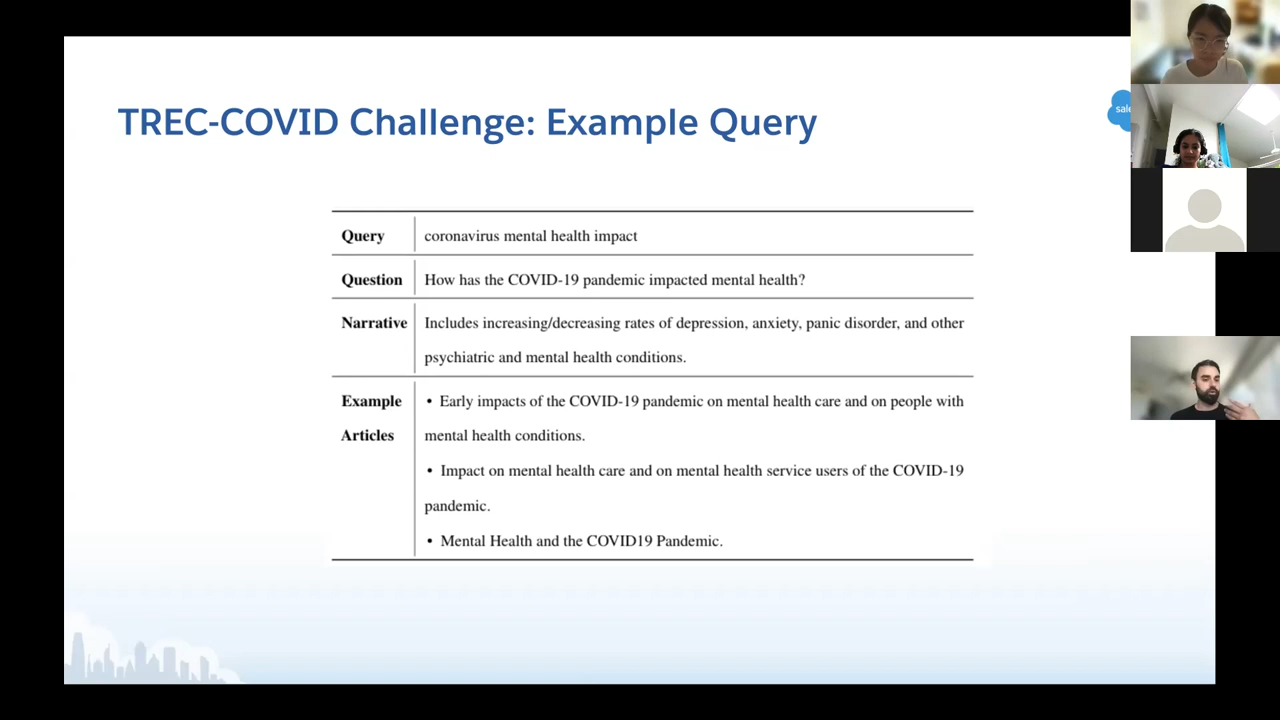 TREC-COVID Challenge: Example Query
sale
Query coronavirus mental health impact
Question How has the COVID-19 pandemic impacted mental health?
Narrative Includes increasing/decreasing rates of depression, anxiety, panic disorder, and other
psychiatric and mental health conditions.
Example • Early impacts of the COVID-19 pandemic on mental health care and on people with
Articles mental health conditions.
• Impact on mental health care and on mental health service users of the COVID-19
pandemic.
• Mental Health and the COVID19 Pandemic.